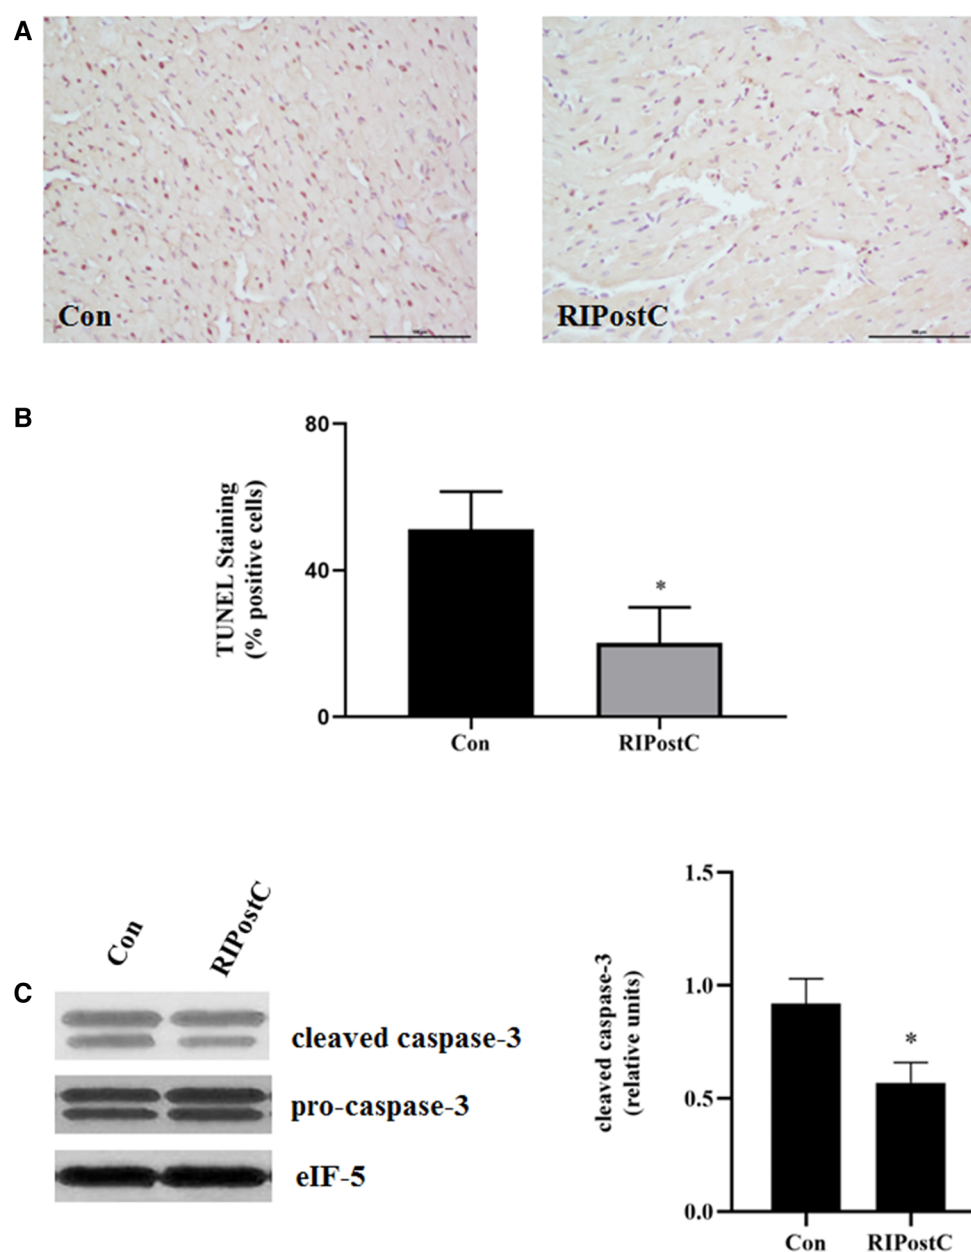 A
Con
RIPostC
B
80
40
0
TUNEL Staining
(% positive cells)
*
Con
RIPostC
C
Con
RIPostC
cleaved caspase-3
pro-caspase-3
eIF-5
1.5
1.0
0.5
0.0
cleaved caspase-3
(relative units)
*
Con
RIPostC